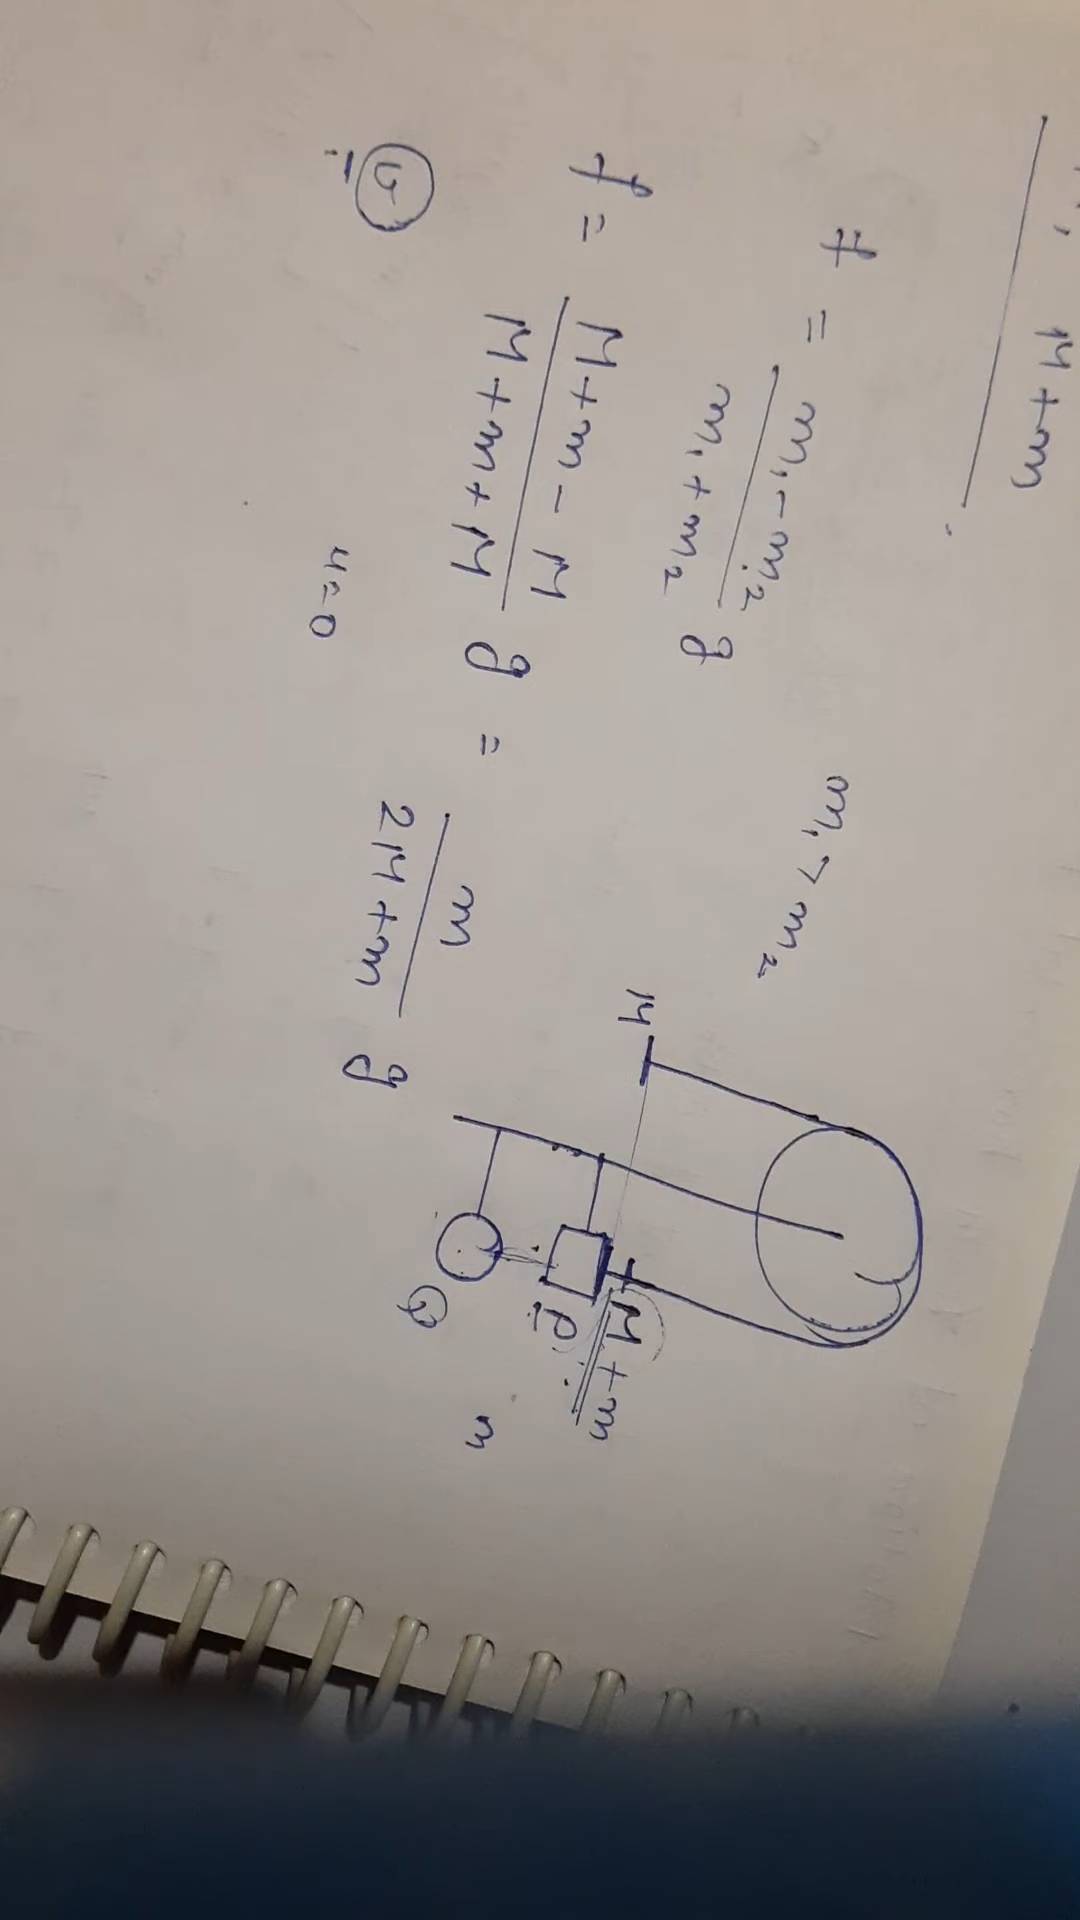 M + m
f = m₁ - m₂ / m₁ + m₂ g
m₁ > m₂
f = M + m - M / M + m + M g = m / 2M + m g
M
M + m
P
Q
m
u = 0